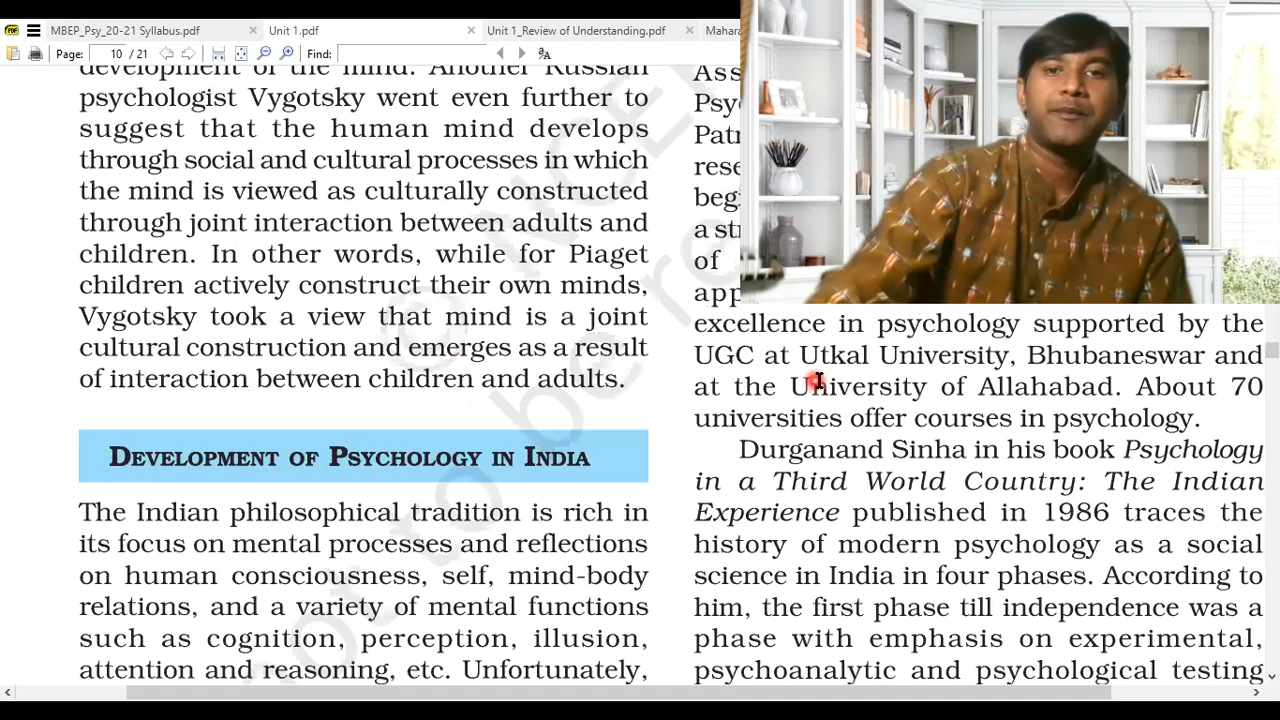 MBEP_Psy_20-21 Syllabus.pdf
Unit 1.pdf
Unit 1_Review of Understanding.pdf
Page: 10 / 21
Find:
development of the mind. Another Russian
psychologist Vygotsky went even further to
suggest that the human mind develops
through social and cultural processes in which
the mind is viewed as culturally constructed
through joint interaction between adults and
children. In other words, while for Piaget
children actively construct their own minds,
Vygotsky took a view that mind is a joint
cultural construction and emerges as a result
of interaction between children and adults.
DEVELOPMENT OF PSYCHOLOGY IN INDIA
The Indian philosophical tradition is rich in
its focus on mental processes and reflections
on human consciousness, self, mind-body
relations, and a variety of mental functions
such as cognition, perception, illusion,
attention and reasoning, etc. Unfortunately,
of
excellence in psychology supported by the
UGC at Utkal University, Bhubaneswar and
at the University of Allahabad. About 70
universities offer courses in psychology.
Durganand Sinha in his book Psychology
in a Third World Country: The Indian
Experience published in 1986 traces the
history of modern psychology as a social
science in India in four phases. According to
him, the first phase till independence was a
phase with emphasis on experimental,
psychoanalytic and psychological testing
not to be re